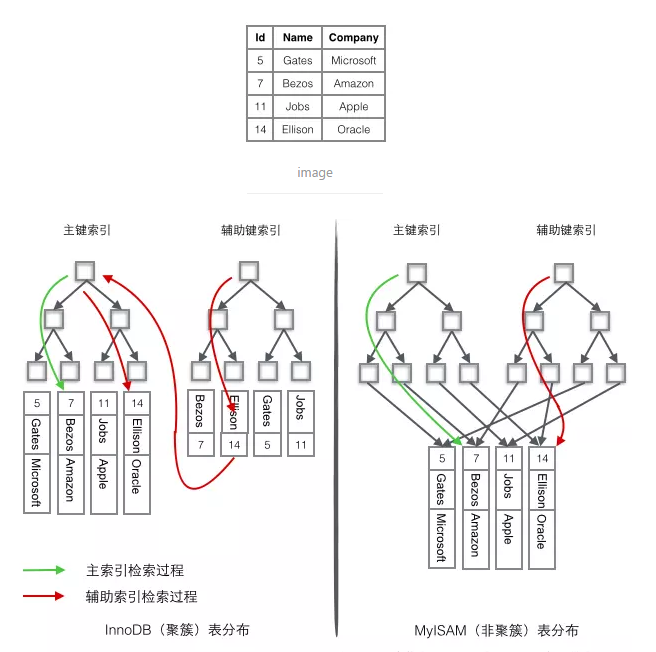 Id Name Company
5 Gates Microsoft
7 Bezos Amazon
11 Jobs Apple
14 Ellison Oracle
image
主键索引
辅助键索引
主键索引
辅助键索引
5 7 11 14
Gates Bezos Jobs Ellison
Microsoft Amazon Apple Oracle
Bezos Ellison Gates Jobs
7 14 5 11
5 7 11 14
Gates Bezos Jobs Ellison
Microsoft Amazon Apple Oracle
主索引检索过程
辅助索引检索过程
InnoDB（聚簇）表分布
MyISAM（非聚簇）表分布